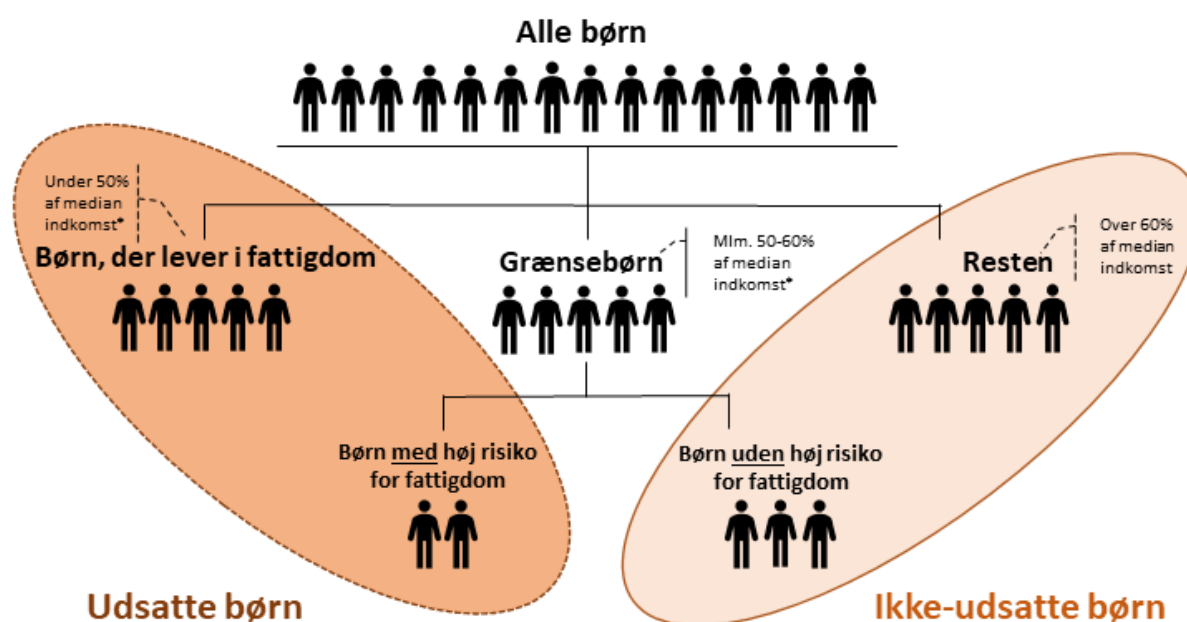 Alle børn
Under 50%
af median
indkomst*
Børn, der lever i fattigdom
Grænsebørn
Mlm. 50-60%
af median
indkomst*
Resten
Over 60%
af median
indkomst
Børn med høj risiko
for fattigdom
Børn uden høj risiko
for fattigdom
Udsatte børn
Ikke-udsatte børn